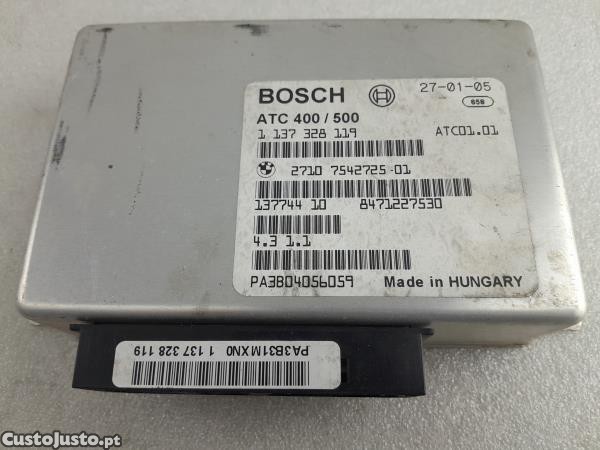 BOSCH
27-01-05
658
ATC 400 / 500
1 137 328 119
ATC01.01
2710 7542725-01
137744 10 8471227530
4.3 1.1
PA3B04056059
Made in HUNGARY
PA3B31MXN0 1 137 328 119
CustoJusto.pt